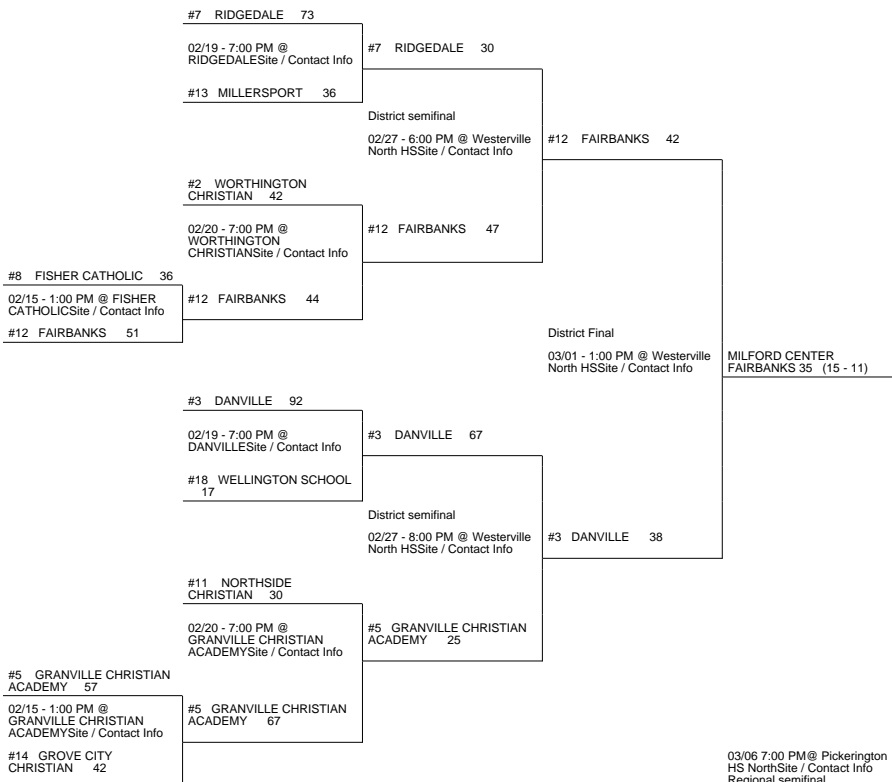 #7 RIDGEDALE 73
02/19 - 7:00 PM @
RIDGEDALESite / Contact Info
#7 RIDGEDALE 30
#13 MILLERSPORT 36
District semifinal
02/27 - 6:00 PM @ Westerville
North HSSite / Contact Info
#12 FAIRBANKS 42
#2 WORTHINGTON
CHRISTIAN 42
02/20 - 7:00 PM @
WORTHINGTON
CHRISTIANSite / Contact Info
#12 FAIRBANKS 47
#8 FISHER CATHOLIC 36
02/15 - 1:00 PM @ FISHER
CATHOLICSite / Contact Info
#12 FAIRBANKS 44
#12 FAIRBANKS 51
District Final
03/01 - 1:00 PM @ Westerville
North HSSite / Contact Info
MILFORD CENTER
FAIRBANKS 35 (15 - 11)
#3 DANVILLE 92
02/19 - 7:00 PM @
DANVILLESite / Contact Info
#3 DANVILLE 67
#18 WELLINGTON SCHOOL
17
District semifinal
02/27 - 8:00 PM @ Westerville
North HSSite / Contact Info
#3 DANVILLE 38
#11 NORTHSIDE
CHRISTIAN 30
02/20 - 7:00 PM @
GRANVILLE CHRISTIAN
ACADEMYSite / Contact Info
#5 GRANVILLE CHRISTIAN
ACADEMY 25
#5 GRANVILLE CHRISTIAN
ACADEMY 57
02/15 - 1:00 PM @
GRANVILLE CHRISTIAN
ACADEMYSite / Contact Info
#5 GRANVILLE CHRISTIAN
ACADEMY 67
#14 GROVE CITY
CHRISTIAN 42
03/06 7:00 PM@ Pickerington
HS NorthSite / Contact Info
Regional semifinal